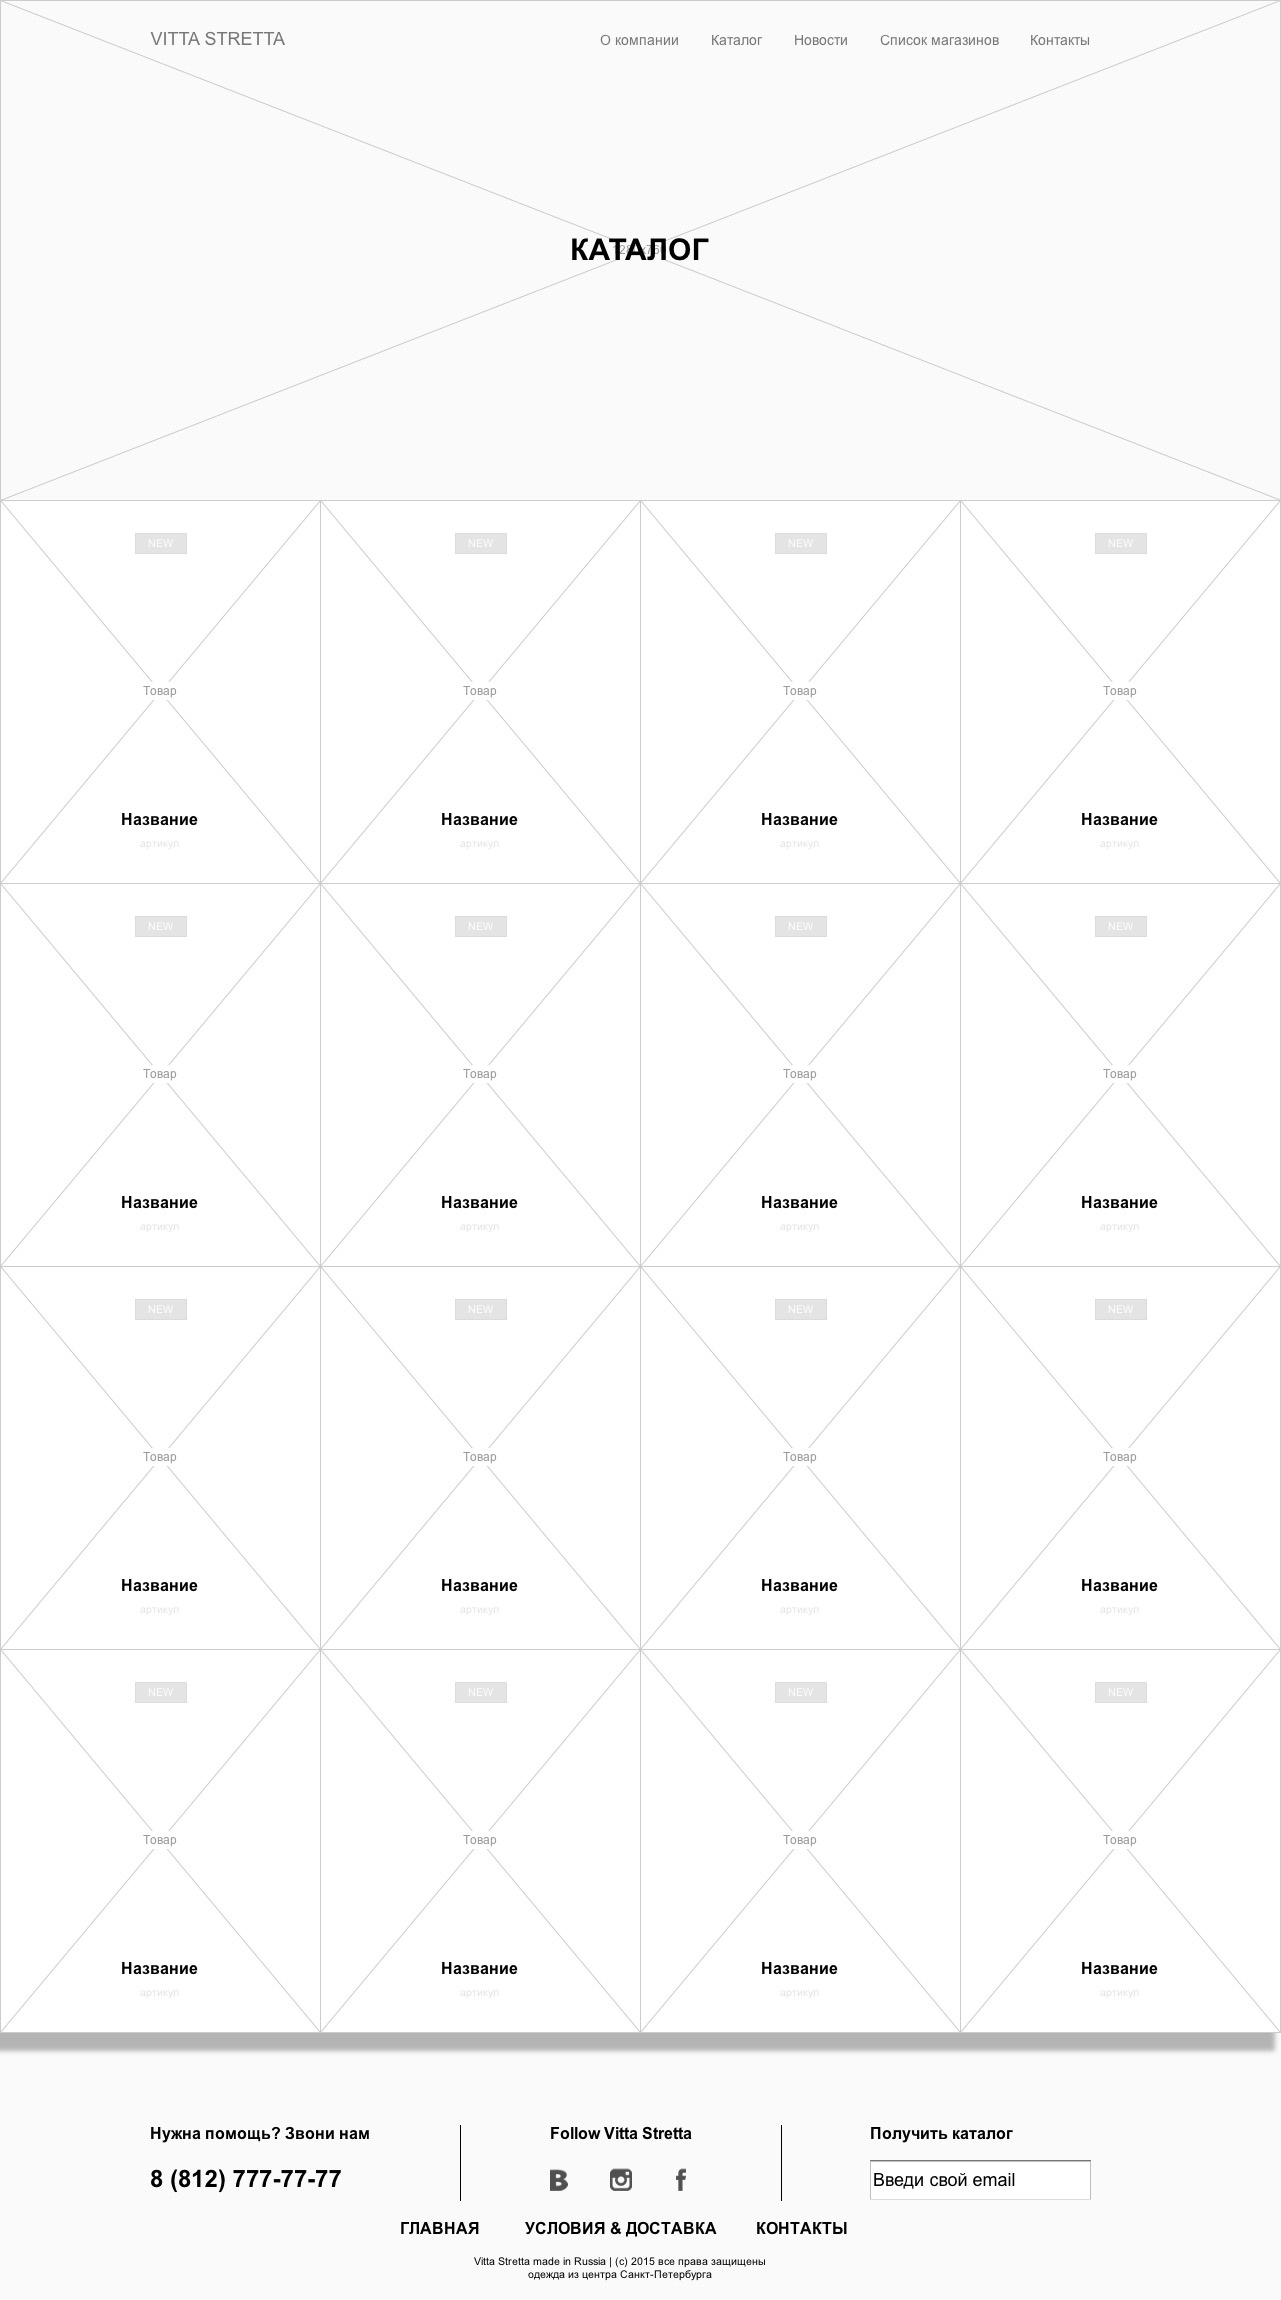 VITTA STRETTA
О компании Каталог Новости Список магазинов Контакты
КАТАЛОГ
NEW NEW NEW NEW
Товар Товар Товар Товар
Название Название Название Название
артикул артикул артикул артикул
NEW NEW NEW NEW
Товар Товар Товар Товар
Название Название Название Название
артикул артикул артикул артикул
NEW NEW NEW NEW
Товар Товар Товар Товар
Название Название Название Название
артикул артикул артикул артикул
NEW NEW NEW NEW
Товар Товар Товар Товар
Название Название Название Название
артикул артикул артикул артикул
Нужна помощь? Звони нам
8 (812) 777-77-77
Follow Vitta Stretta
Получить каталог
Введи свой email
ГЛАВНАЯ УСЛОВИЯ & ДОСТАВКА КОНТАКТЫ
Vitta Stretta made in Russia | (c) 2015 все права защищены
одежда из центра Санкт-Петербурга